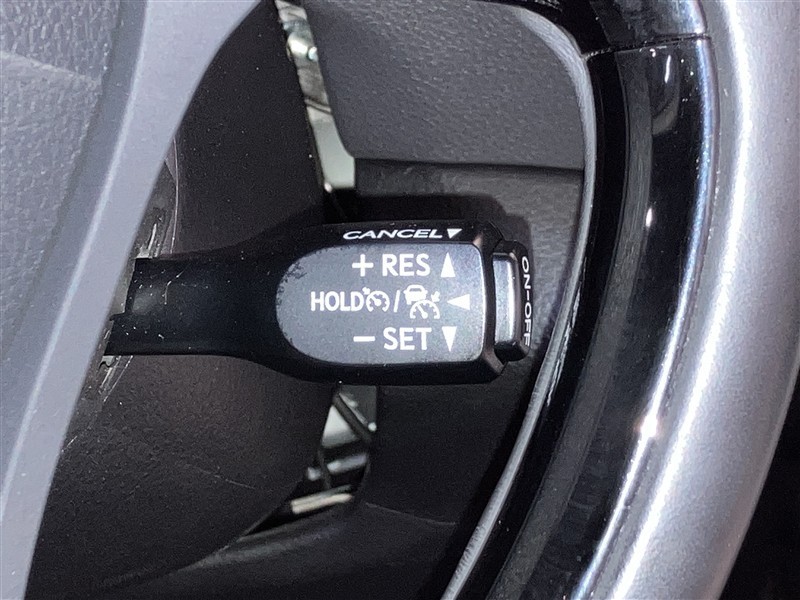 CANCEL▼
+ RES ▲
HOLD / ◄
− SET ▼
ON-OFF